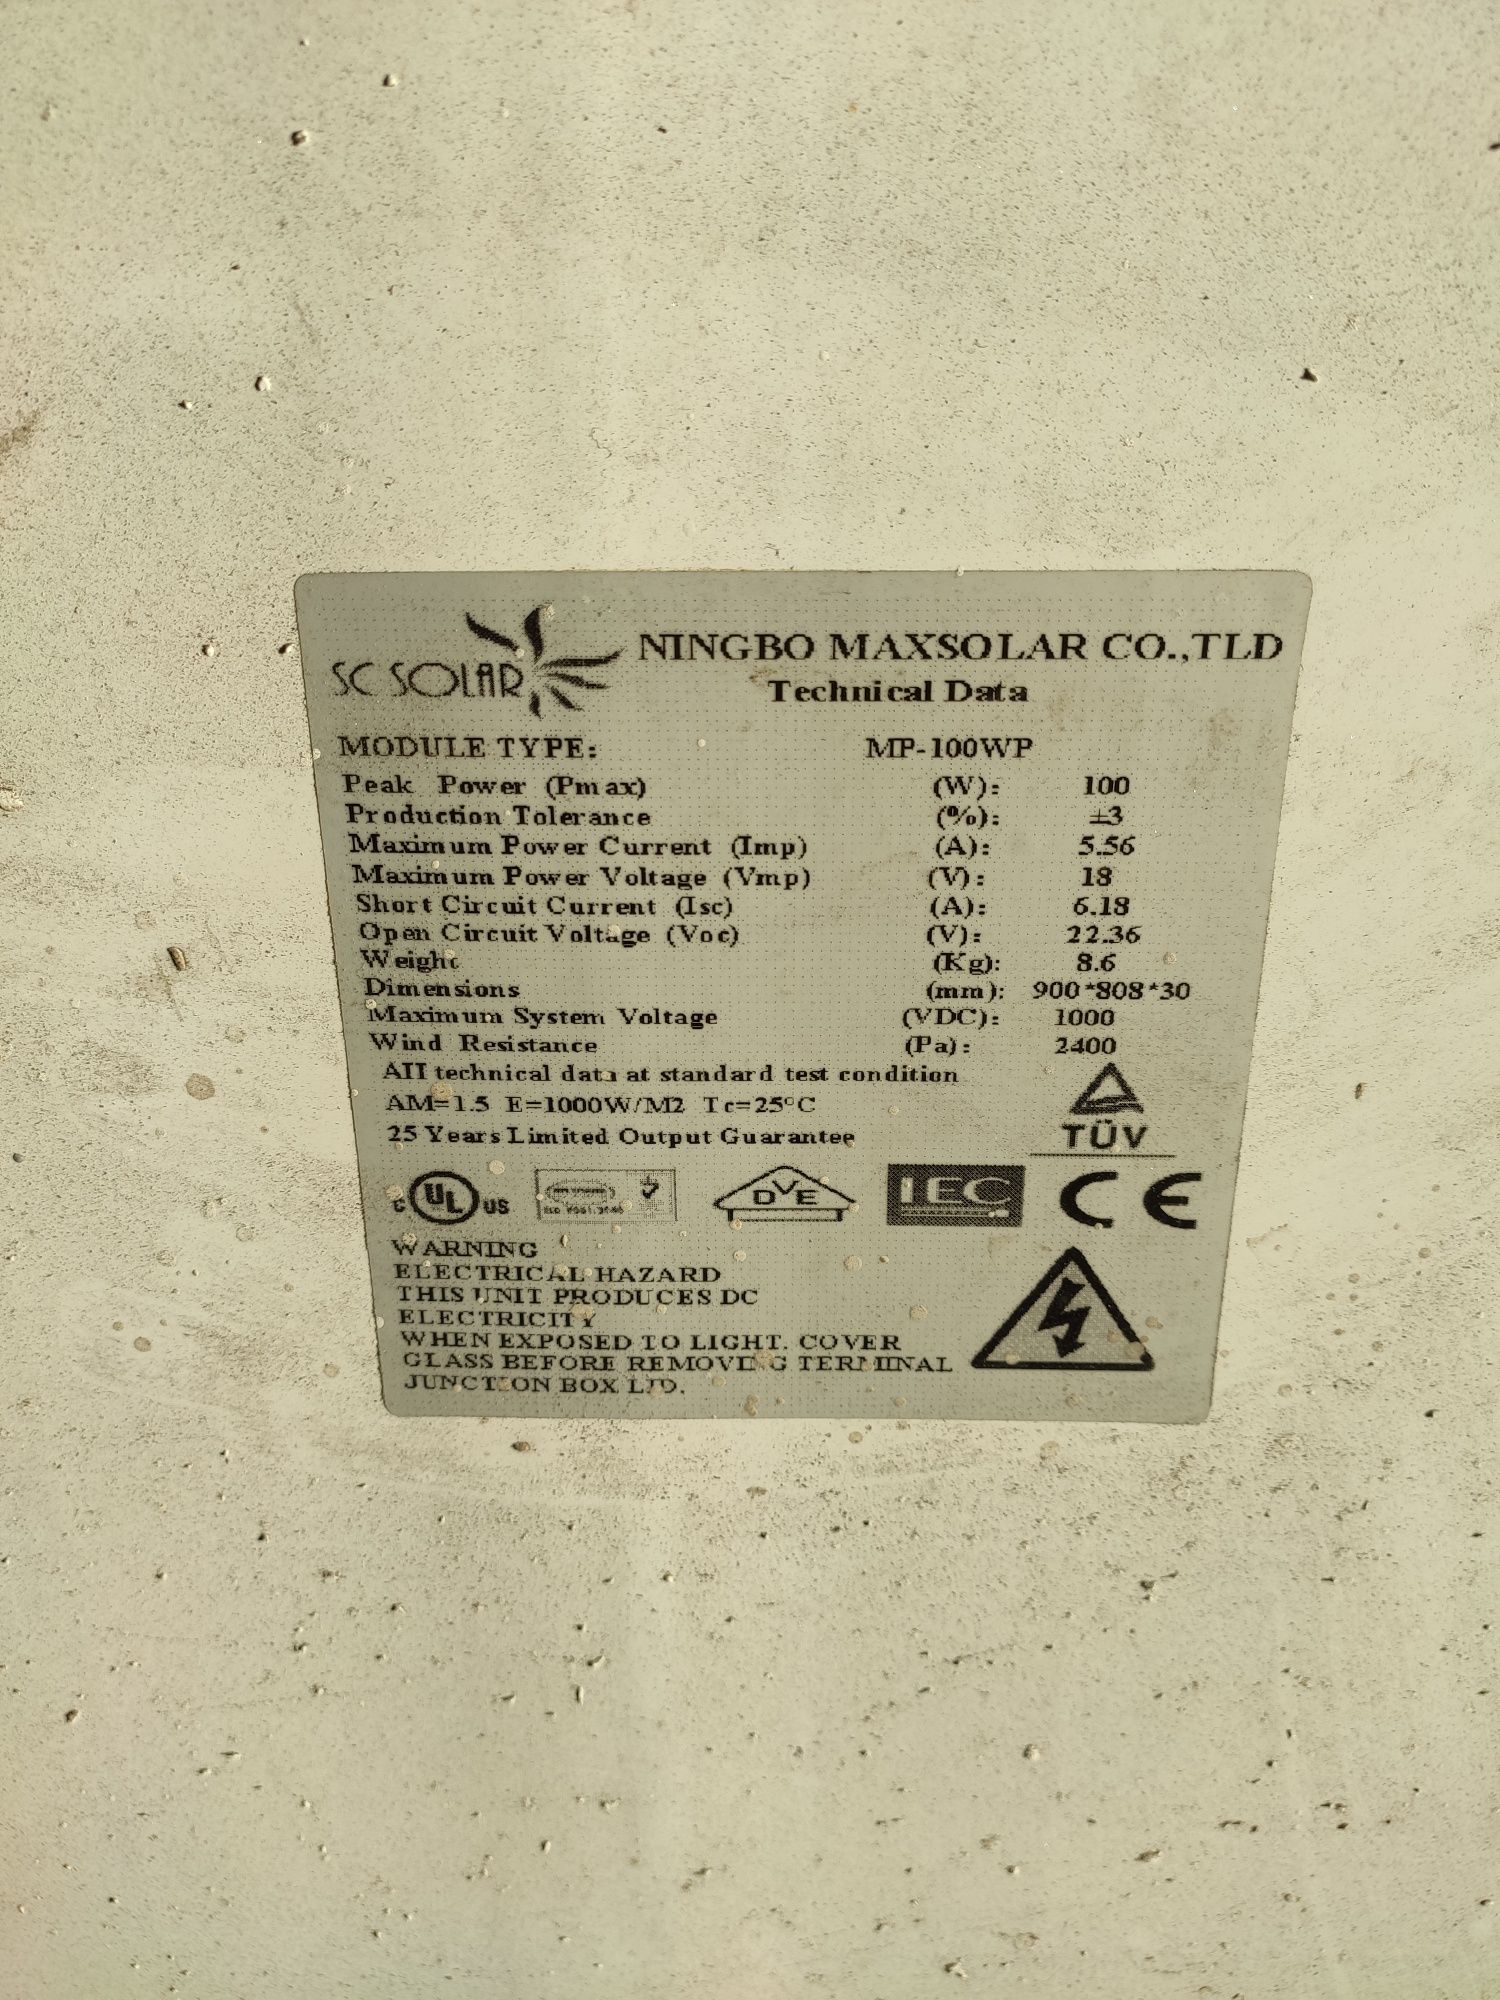 SC SOLAR
NINGBO MAXSOLAR CO.,TLD
Technical Data
MODULE TYPE: MP-100WP
Peak Power (Pmax) (W): 100
Production Tolerance (%): ±3
Maximum Power Current (Imp) (A): 5.56
Maximum Power Voltage (Vmp) (V): 18
Short Circuit Current (Isc) (A): 6.18
Open Circuit Voltage (Voc) (V): 22.36
Weight (Kg): 8.6
Dimensions (mm): 900*808*30
Maximum System Voltage (VDC): 1000
Wind Resistance (Pa): 2400
AII technical data at standard test condition
AM=1.5 E=1000W/M2 Tc=25°C
25 Years Limited Output Guarantee
TÜV
c UL US
DVE
IEC
CE
WARNING
ELECTRICAL HAZARD
THIS UNIT PRODUCES DC
ELECTRICITY
WHEN EXPOSED TO LIGHT. COVER
GLASS BEFORE REMOVING TERMINAL
JUNCTION BOX LTD.